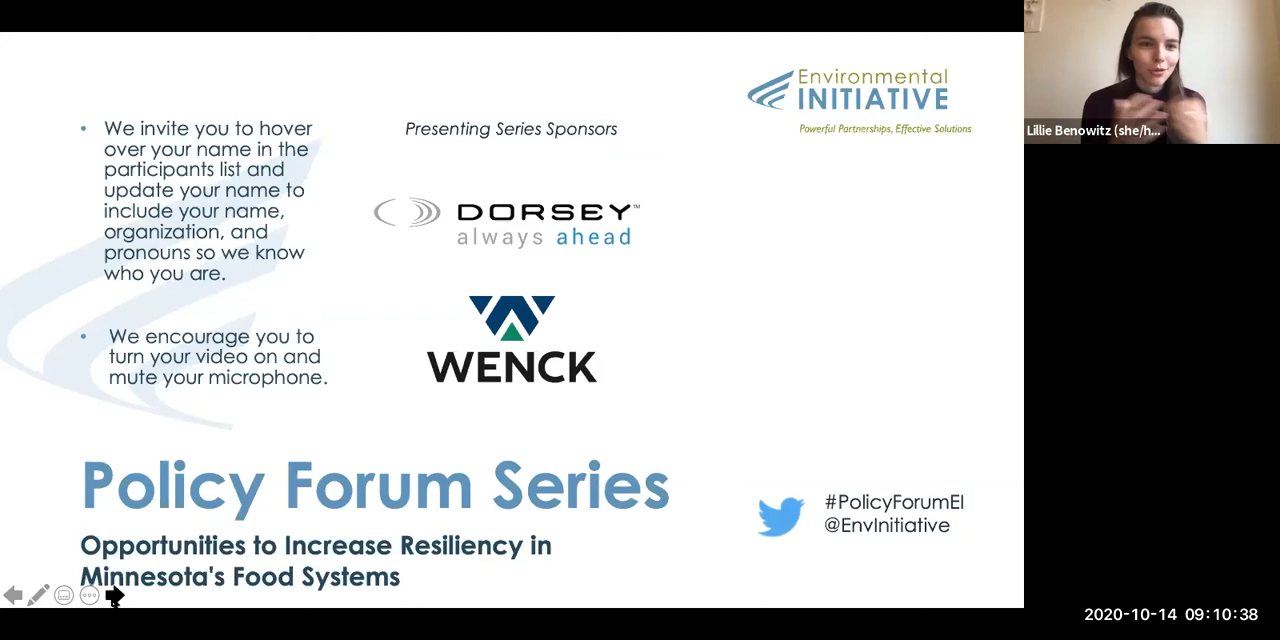 Environmental
INITIATIVE
Powerful Partnerships, Effective Solutions
• We invite you to hover
over your name in the
participants list and
update your name to
include your name,
organization, and
pronouns so we know
who you are.
• We encourage you to
turn your video on and
mute your microphone.
Presenting Series Sponsors
DORSEY™
always ahead
WENCK
Policy Forum Series
Opportunities to Increase Resiliency in
Minnesota's Food Systems
#PolicyForumEI
@EnvInitiative
Lillie Benowitz (she/h...
2020-10-14 09:10:38